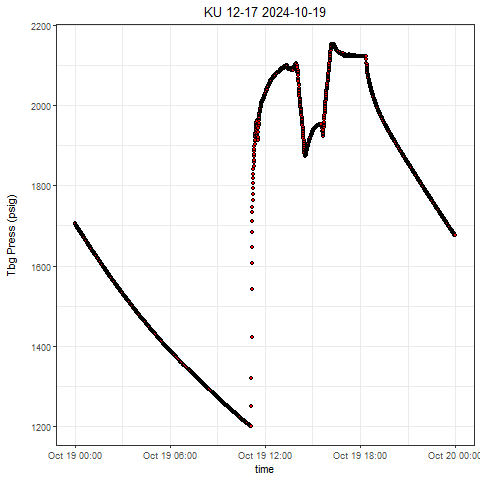 KU 12-17 2024-10-19
Tbg Press (psig)
2200
2000
1800
1600
1400
1200
Oct 19 00:00
Oct 19 06:00
Oct 19 12:00
Oct 19 18:00
Oct 20 00:00
time